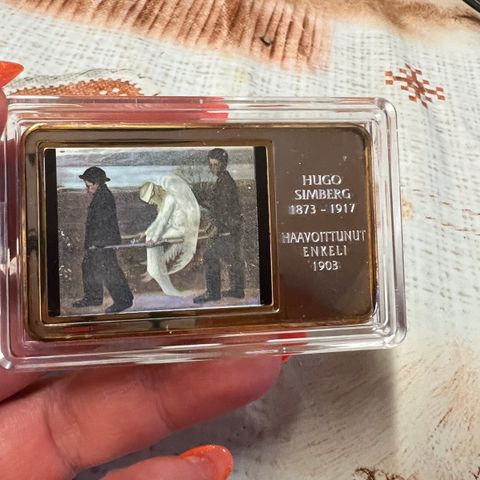 HUGO
SIMBERG
1873 - 1917
HAAVOITTUNUT
ENKELI
1903